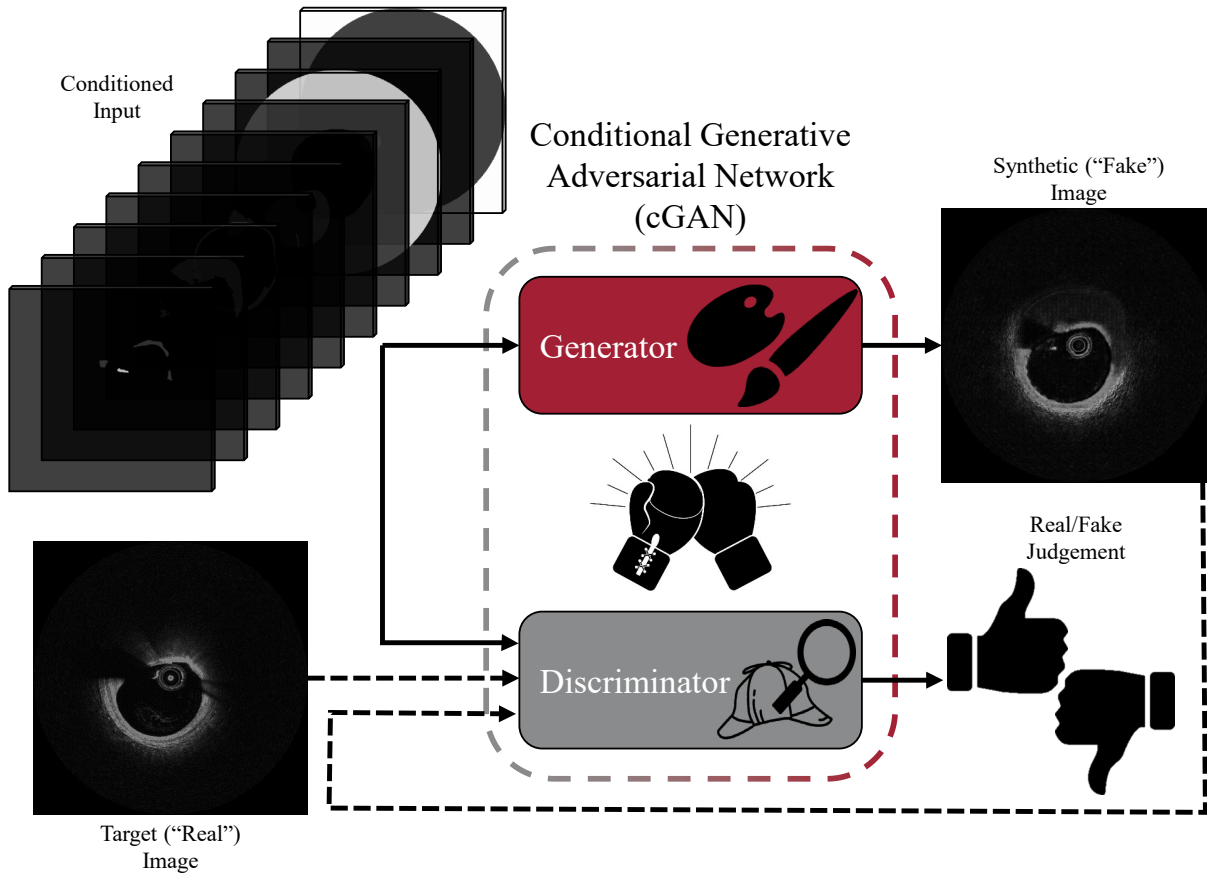 Conditioned
Input
Conditional Generative
Adversarial Network
(cGAN)
Synthetic (“Fake”)
Image
Generator
Real/Fake
Judgement
Discriminator
Target (“Real”)
Image